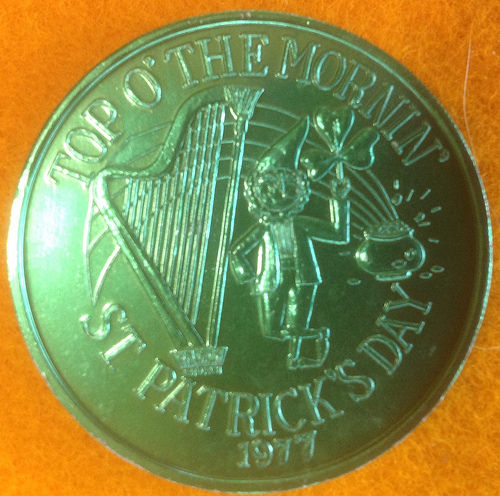 TOP O' THE MORNIN'
ST PATRICK'S DAY
1977